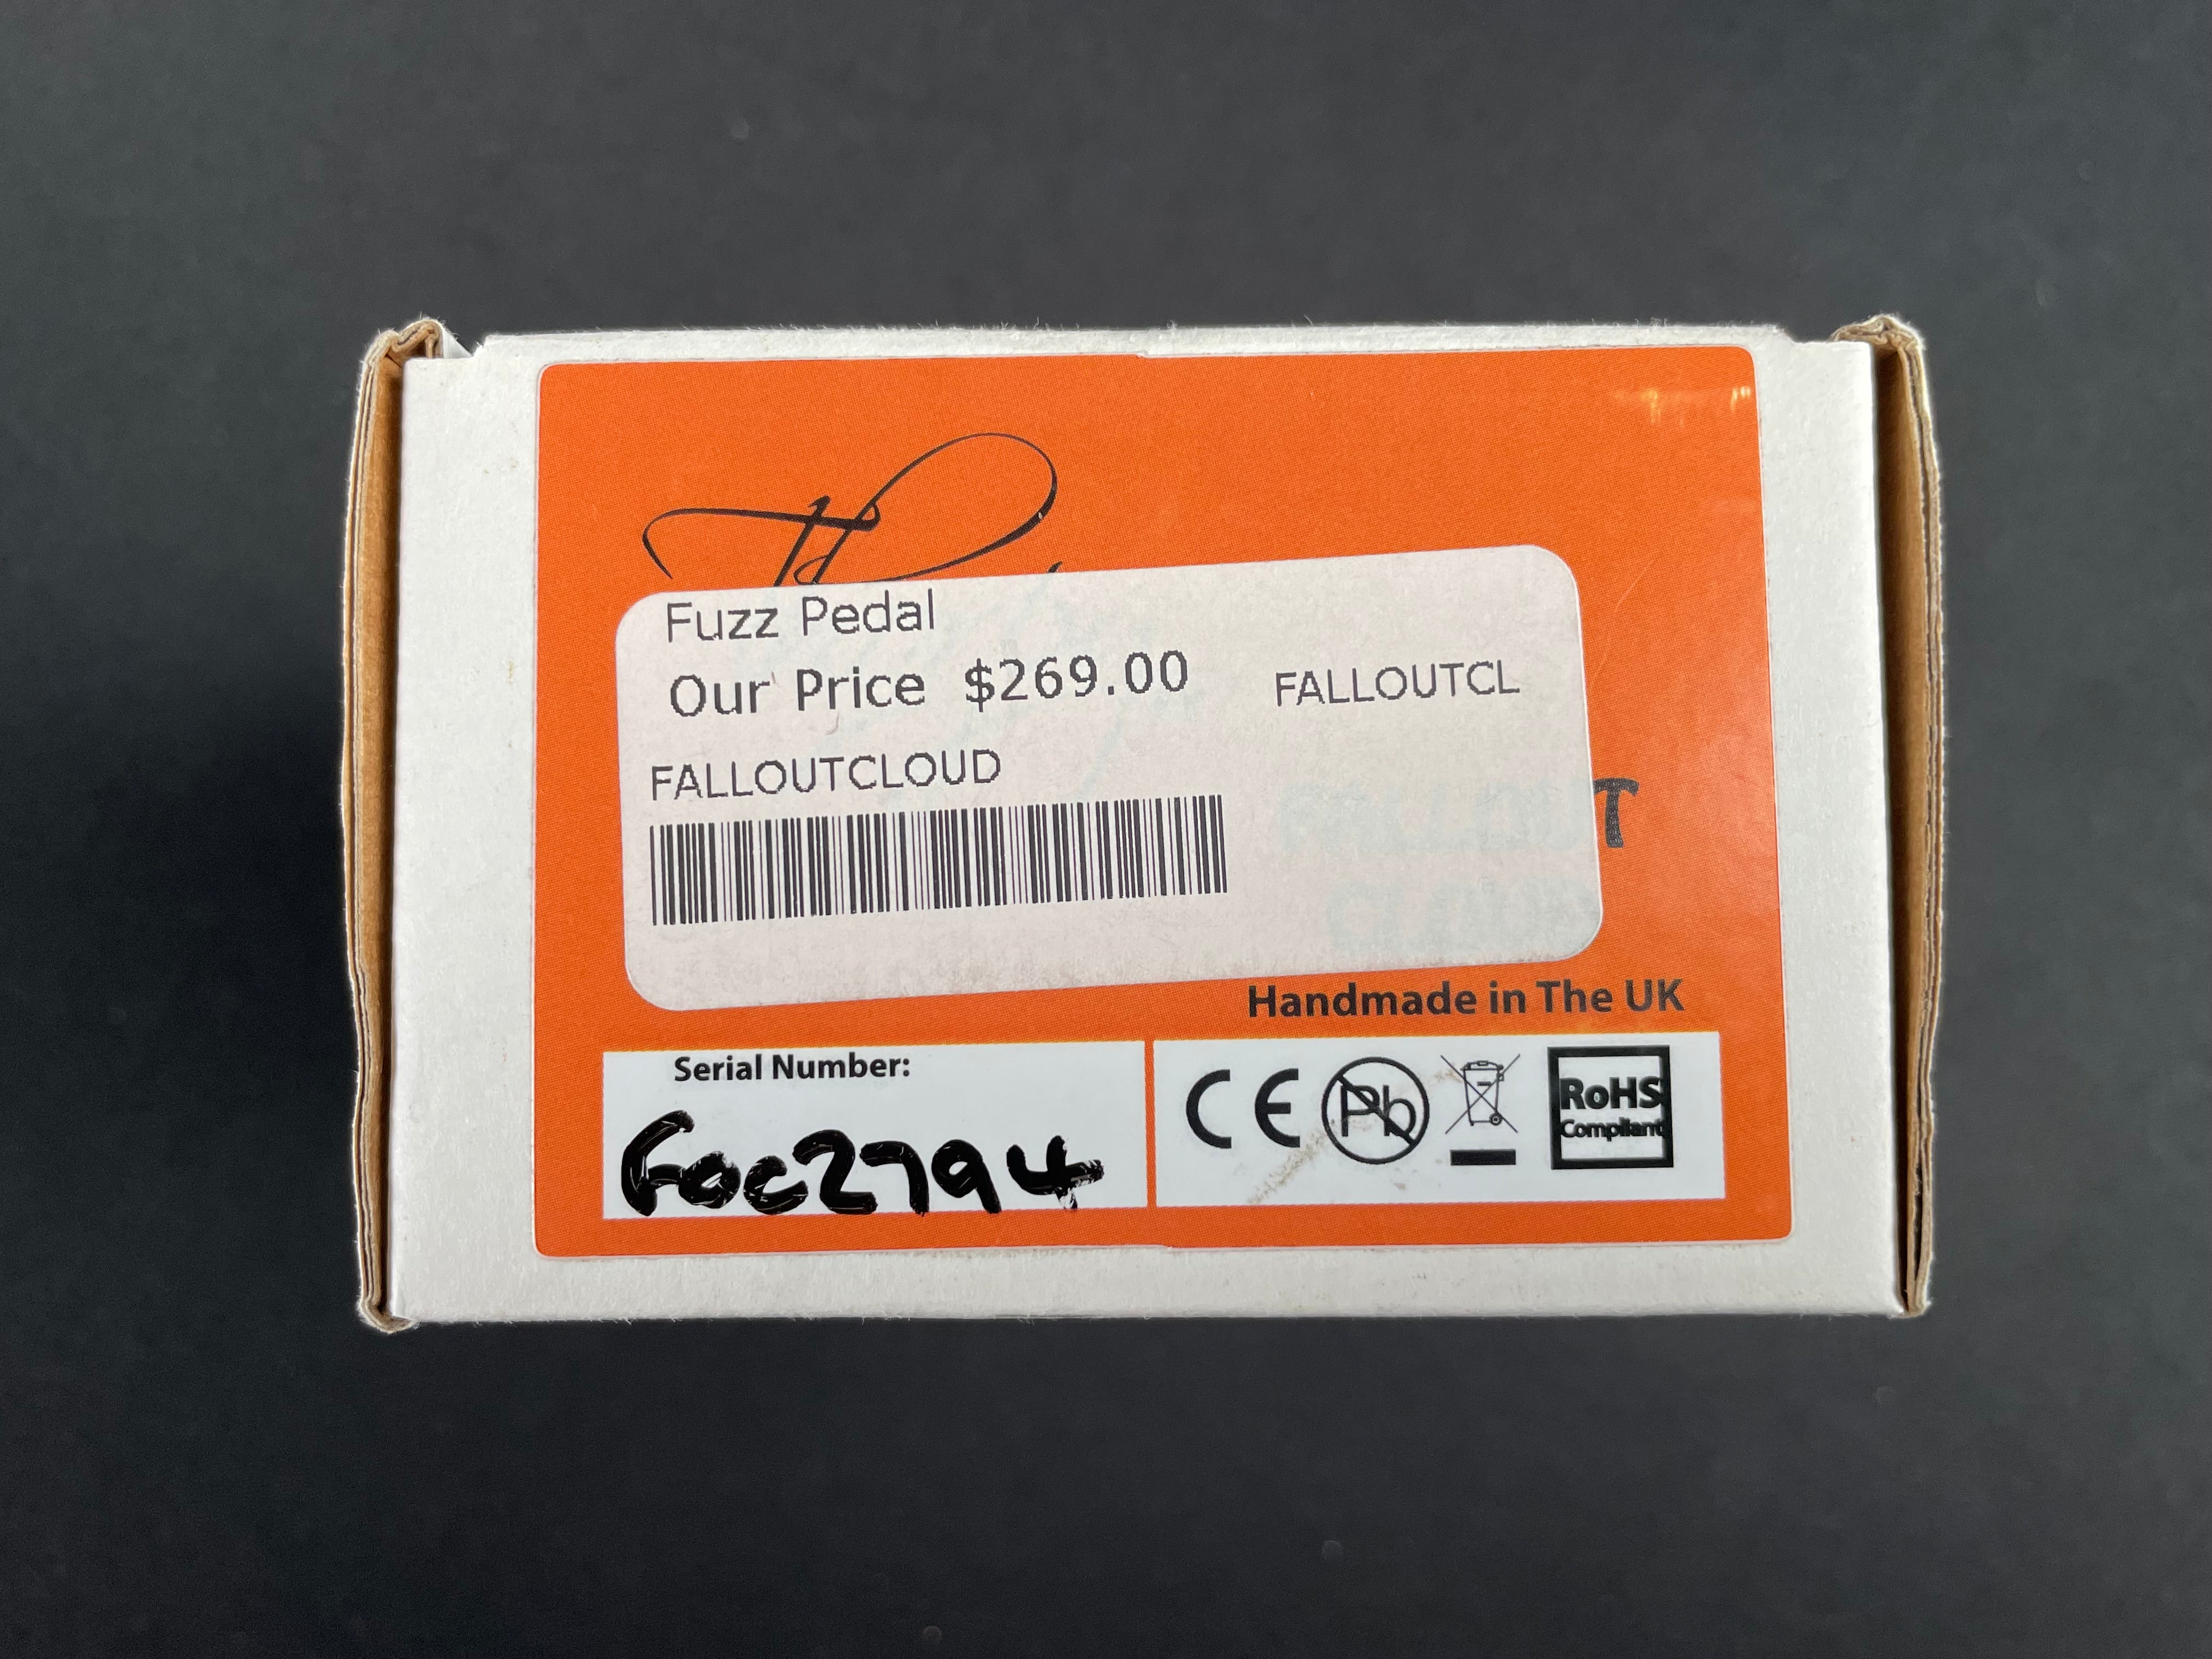 Fuzz Pedal
Our Price $269.00
FALLOUTCL
FALLOUTCLOUD
T
Handmade in The UK
Serial Number:
FOC2794
CE Pb RoHS
Compliant